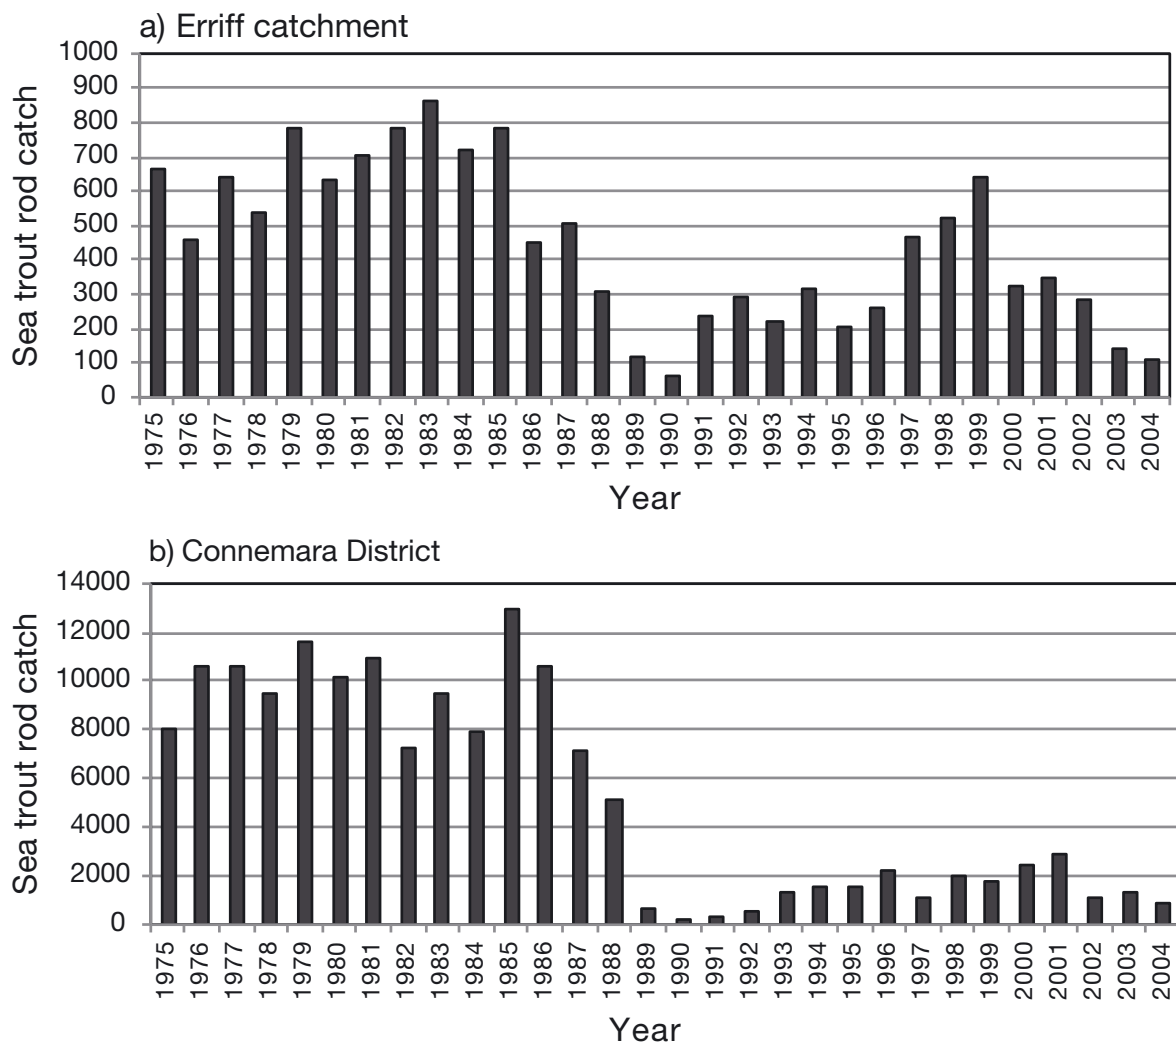 a) Erriff catchment
1000
900
800
700
600
500
400
300
200
100
0
Sea trout rod catch
1975 1976 1977 1978 1979 1980 1981 1982 1983 1984 1985 1986 1987 1988 1989 1990 1991 1992 1993 1994 1995 1996 1997 1998 1999 2000 2001 2002 2003 2004
Year
b) Connemara District
14000
12000
10000
8000
6000
4000
2000
0
Sea trout rod catch
1975 1976 1977 1978 1979 1980 1981 1982 1983 1984 1985 1986 1987 1988 1989 1990 1991 1992 1993 1994 1995 1996 1997 1998 1999 2000 2001 2002 2003 2004
Year